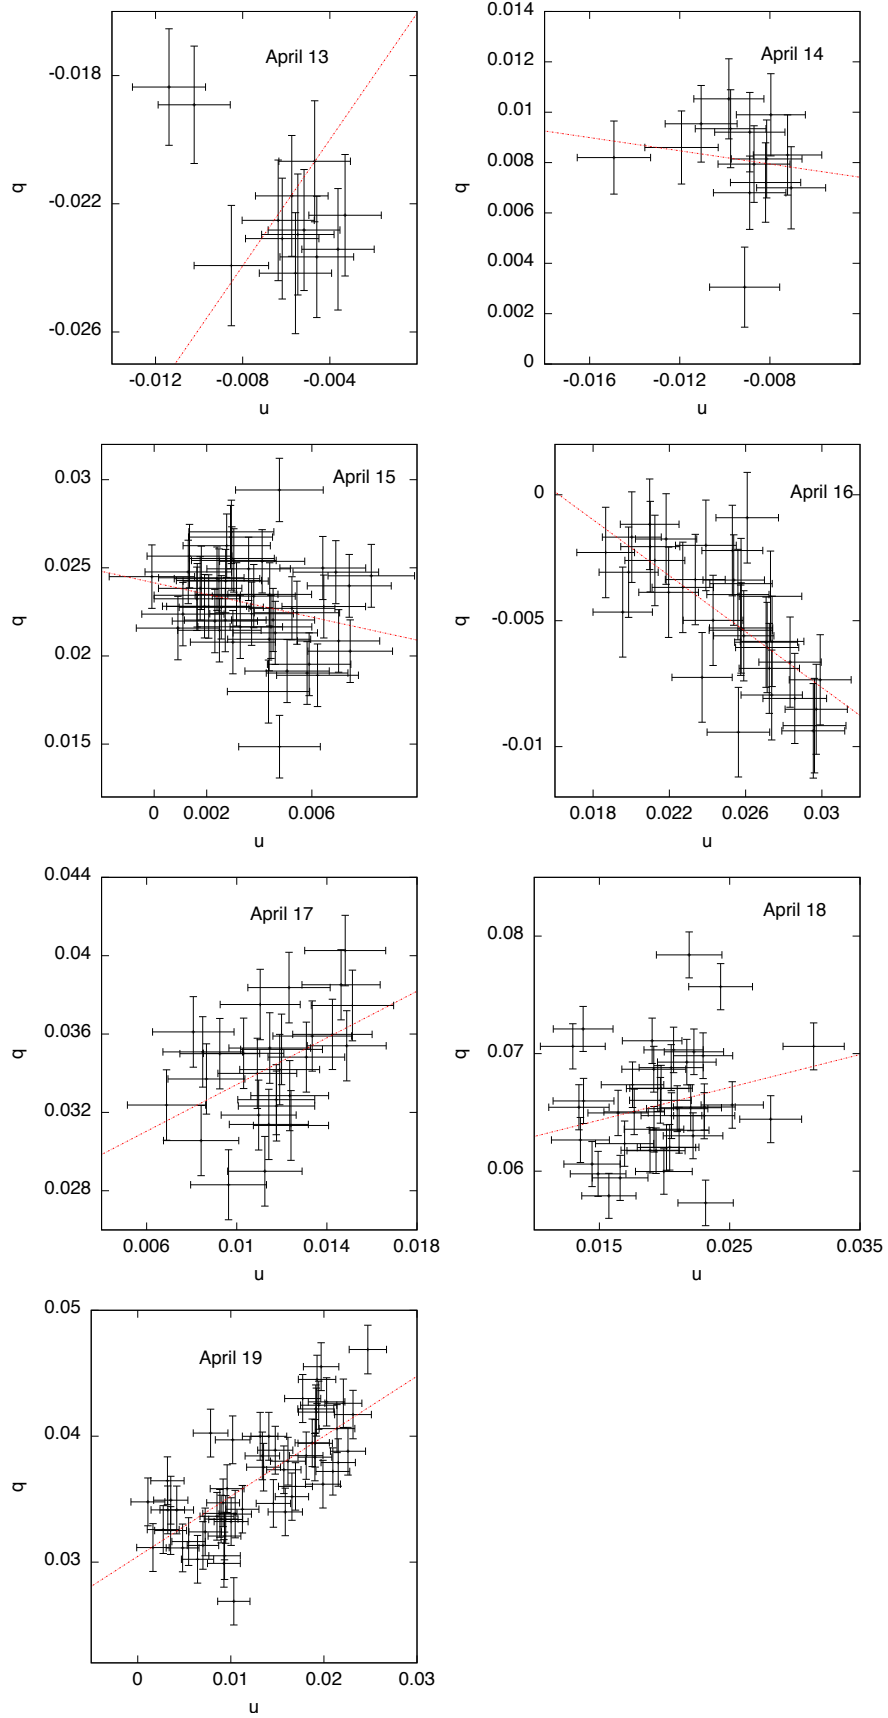 April 13
q
-0.018
-0.022
-0.026
-0.012 -0.008 -0.004
u
April 14
q
0.014
0.012
0.01
0.008
0.006
0.004
0.002
0
-0.016 -0.012 -0.008
u
April 15
q
0.03
0.025
0.02
0.015
0 0.002 0.006
u
April 16
q
0
-0.005
-0.01
0.018 0.022 0.026 0.03
u
April 17
q
0.044
0.04
0.036
0.032
0.028
0.006 0.01 0.014 0.018
u
April 18
q
0.08
0.07
0.06
0.015 0.025 0.035
u
April 19
q
0.05
0.04
0.03
0 0.01 0.02 0.03
u